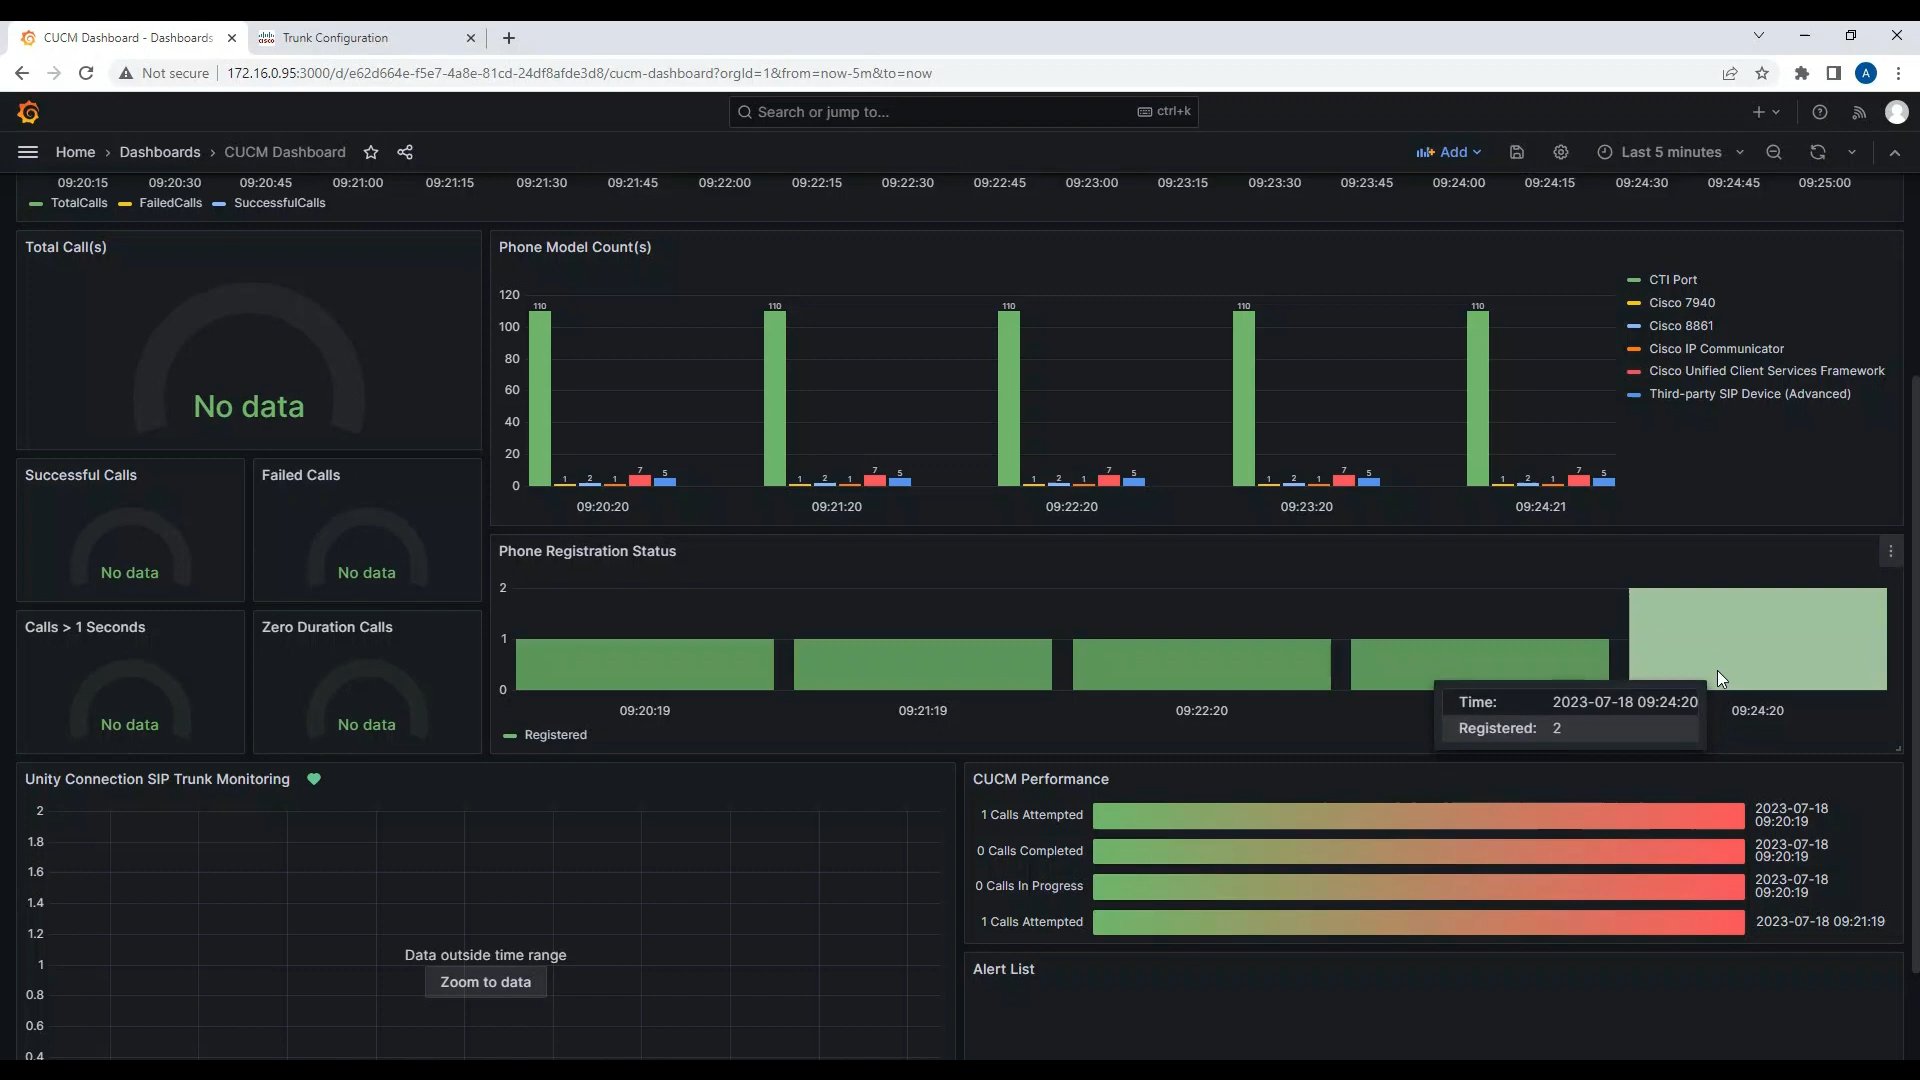 CUCM Dashboard - Dashboards
Trunk Configuration
Not secure
172.16.0.95:3000/d/e62d664e-f5e7-4a8e-81cd-24df8afde3d8/cucm-dashboard?orgId=1&from=now-5m&to=now
A
Search or jump to...
ctrl+k
Home › Dashboards › CUCM Dashboard
Add
Last 5 minutes
09:20:15 09:20:30 09:20:45 09:21:00 09:21:15 09:21:30 09:21:45 09:22:00 09:22:15 09:22:30 09:22:45 09:23:00 09:23:15 09:23:30 09:23:45 09:24:00 09:24:15 09:24:30 09:24:45 09:25:00
TotalCalls FailedCalls SuccessfulCalls
Total Call(s)
No data
Phone Model Count(s)
120
100
80
60
40
20
0
110 1 2 1 7 5
110 1 2 1 7 5
110 1 2 1 7 5
110 1 2 1 7 5
110 1 2 1 7 5
09:20:20 09:21:20 09:22:20 09:23:20 09:24:21
CTI Port
Cisco 7940
Cisco 8861
Cisco IP Communicator
Cisco Unified Client Services Framework
Third-party SIP Device (Advanced)
Successful Calls
No data
Failed Calls
No data
Calls > 1 Seconds
No data
Zero Duration Calls
No data
Phone Registration Status
2
1
0
09:20:19 09:21:19 09:22:20 09:24:20
Registered
Time: 2023-07-18 09:24:20
Registered: 2
Unity Connection SIP Trunk Monitoring
2
1.8
1.6
1.4
1.2
1
0.8
0.6
0.4
Data outside time range
Zoom to data
CUCM Performance
1 Calls Attempted 2023-07-18
09:20:19
0 Calls Completed 2023-07-18
09:20:19
0 Calls In Progress 2023-07-18
09:20:19
1 Calls Attempted 2023-07-18 09:21:19
Alert List